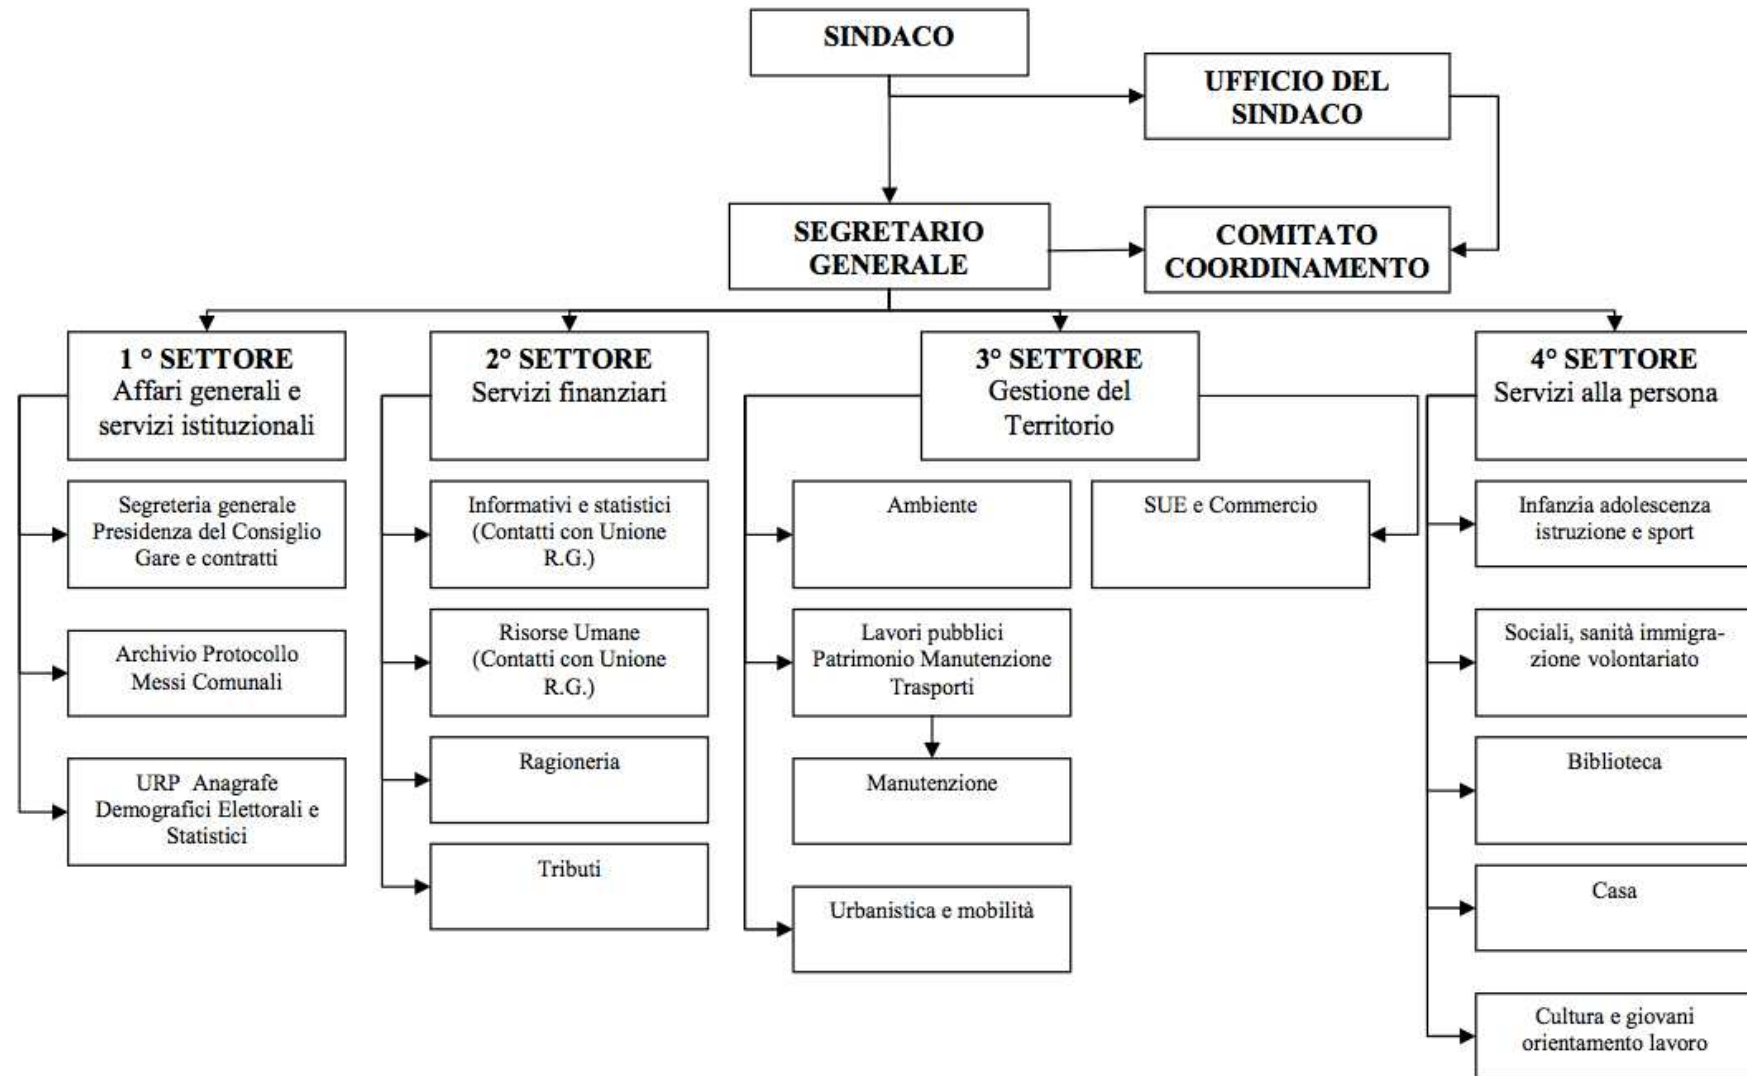 SINDACO
UFFICIO DEL
SINDACO
SEGRETARIO
GENERALE
COMITATO
COORDINAMENTO
1 ° SETTORE
Affari generali e
servizi istituzionali
2° SETTORE
Servizi finanziari
3° SETTORE
Gestione del
Territorio
4° SETTORE
Servizi alla persona
Segreteria generale
Presidenza del Consiglio
Gare e contratti
Archivio Protocollo
Messi Comunali
URP Anagrafe
Demografici Elettorali e
Statistici
Informativi e statistici
(Contatti con Unione
R.G.)
Risorse Umane
(Contatti con Unione
R.G.)
Ragioneria
Tributi
Ambiente
Lavori pubblici
Patrimonio Manutenzione
Trasporti
Manutenzione
Urbanistica e mobilità
SUE e Commercio
Infanzia adolescenza
istruzione e sport
Sociali, sanità immigra-
zione volontariato
Biblioteca
Casa
Cultura e giovani
orientamento lavoro